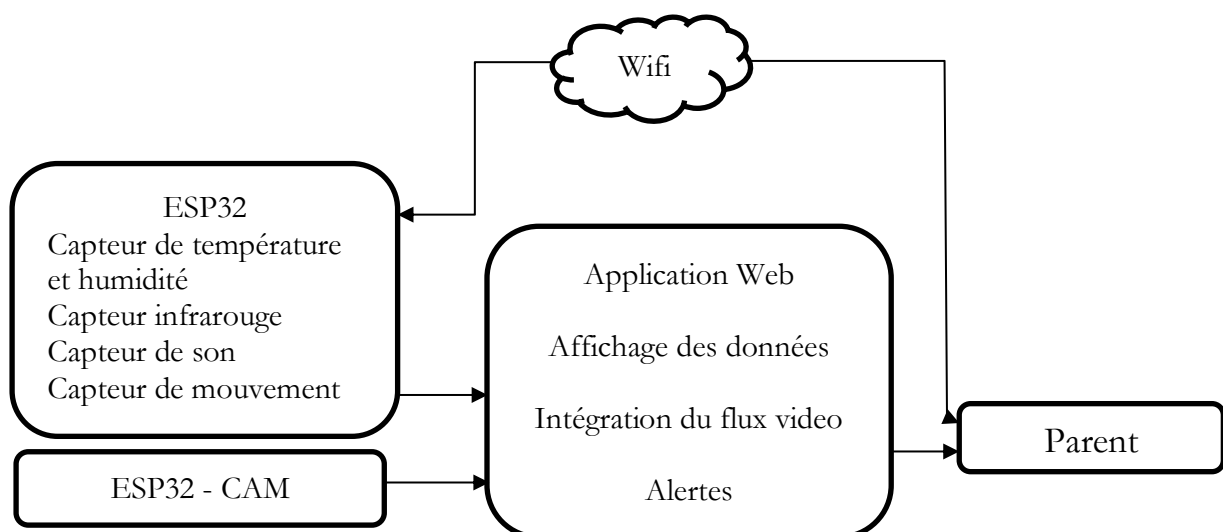 Wifi
ESP32
Capteur de température
et humidité
Capteur infrarouge
Capteur de son
Capteur de mouvement
ESP32 - CAM
Application Web
Affichage des données
Intégration du flux video
Alertes
Parent